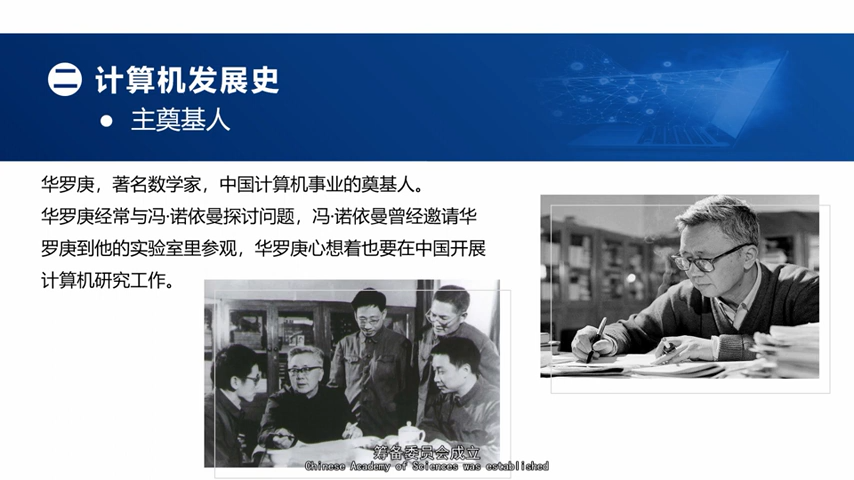 二 计算机发展史
● 主奠基人
华罗庚，著名数学家，中国计算机事业的奠基人。
华罗庚经常与冯·诺依曼探讨问题，冯·诺依曼曾经邀请华
罗庚到他的实验室里参观，华罗庚心想着也要在中国开展
计算机研究工作。
筹备委员会成立
Chinese Academy of Sciences was established